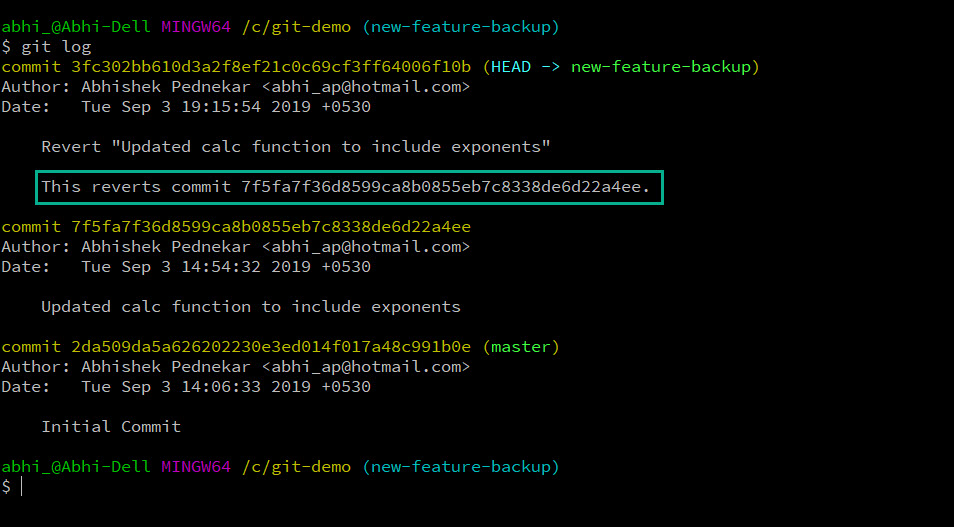 abhi_@Abhi-Dell MINGW64 /c/git-demo (new-feature-backup)
$ git log
commit 3fc302bb610d3a2f8ef21c0c69cf3ff64006f10b (HEAD -> new-feature-backup)
Author: Abhishek Pednekar <abhi_ap@hotmail.com>
Date:   Tue Sep 3 19:15:54 2019 +0530
Revert "Updated calc function to include exponents"
This reverts commit 7f5fa7f36d8599ca8b0855eb7c8338de6d22a4ee.
commit 7f5fa7f36d8599ca8b0855eb7c8338de6d22a4ee
Author: Abhishek Pednekar <abhi_ap@hotmail.com>
Date:   Tue Sep 3 14:54:32 2019 +0530
Updated calc function to include exponents
commit 2da509da5a626202230e3ed014f017a48c991b0e (master)
Author: Abhishek Pednekar <abhi_ap@hotmail.com>
Date:   Tue Sep 3 14:06:33 2019 +0530
Initial Commit
abhi_@Abhi-Dell MINGW64 /c/git-demo (new-feature-backup)
$